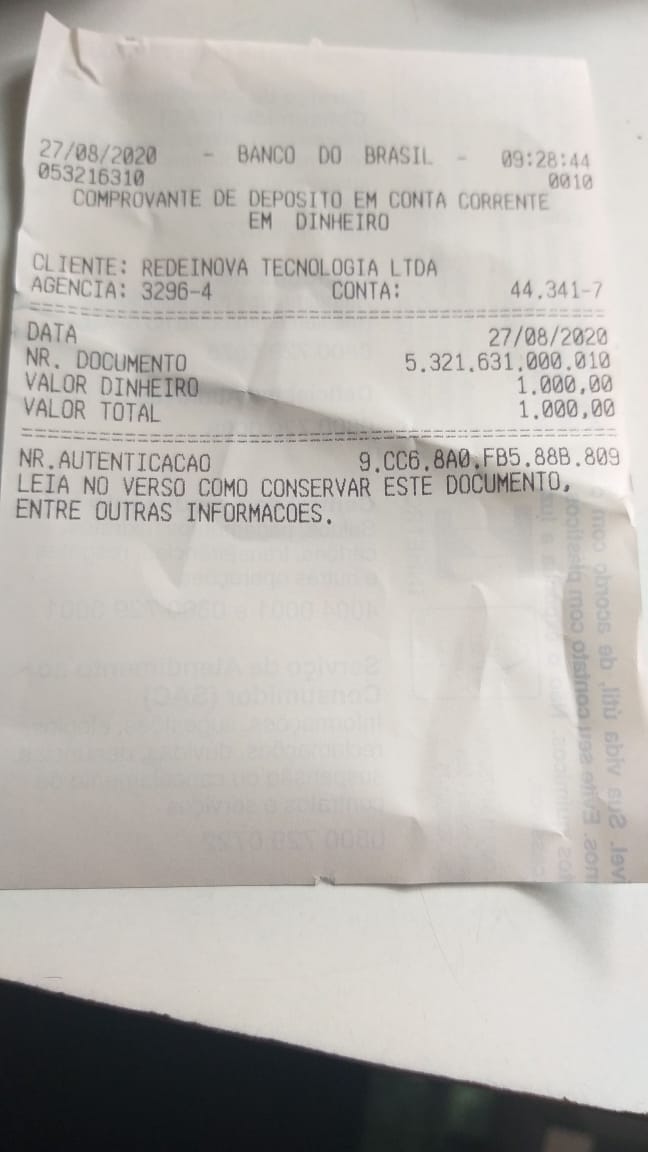 27/08/2020 - BANCO DO BRASIL - 09:28:44
053216310 0010
COMPROVANTE DE DEPOSITO EM CONTA CORRENTE
EM DINHEIRO
CLIENTE: REDEINOVA TECNOLOGIA LTDA
AGENCIA: 3296-4 CONTA: 44.341-7
DATA 27/08/2020
NR. DOCUMENTO 5.321.631.000.010
VALOR DINHEIRO 1.000,00
VALOR TOTAL 1.000,00
NR.AUTENTICACAO 9.CC6.8A0.FB5.88B.809
LEIA NO VERSO COMO CONSERVAR ESTE DOCUMENTO,
ENTRE OUTRAS INFORMACOES.